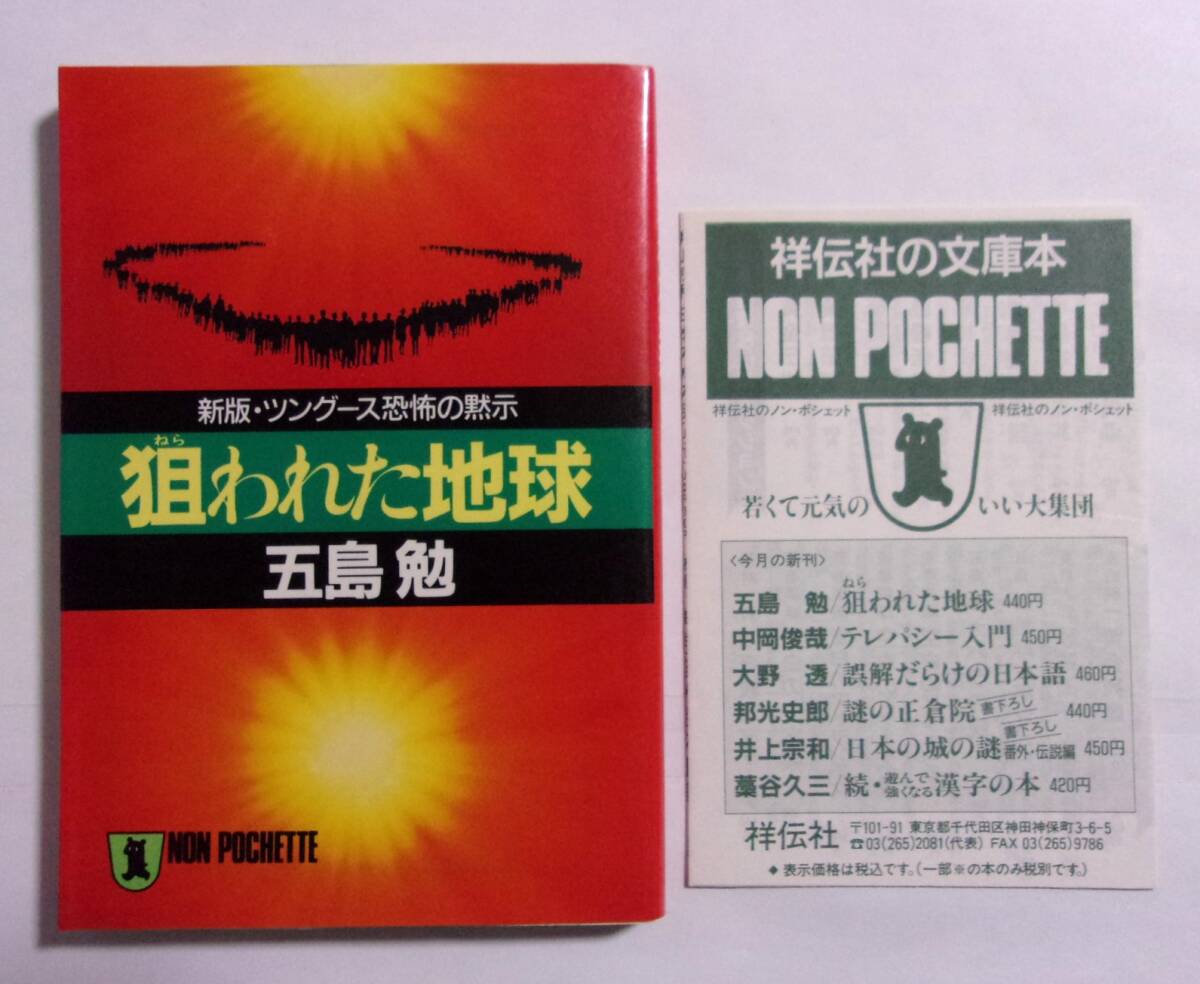 新版・ツングース恐怖の黙示
ねら
狙われた地球
五島 勉
NON POCHETTE
祥伝社の文庫本
NON POCHETTE
祥伝社のノン・ポシェット 祥伝社のノン・ポシェット
若くて元気の いい大集団
〈今月の新刊〉
ねら
五島 勉/狙われた地球 440円
中岡俊哉/テレパシー入門 450円
大野 透/誤解だらけの日本語 460円
邦光史郎/謎の正倉院 書下ろし 440円
井上宗和/日本の城の謎 番外・伝説編 書下ろし 450円
藁谷久三/続・遊んで強くなる漢字の本 420円
祥伝社 〒101-91 東京都千代田区神田神保町3-6-5
☎03(265)2081(代表) FAX 03(265)9786
◆表示価格は税込です。(一部※の本のみ税別です。)